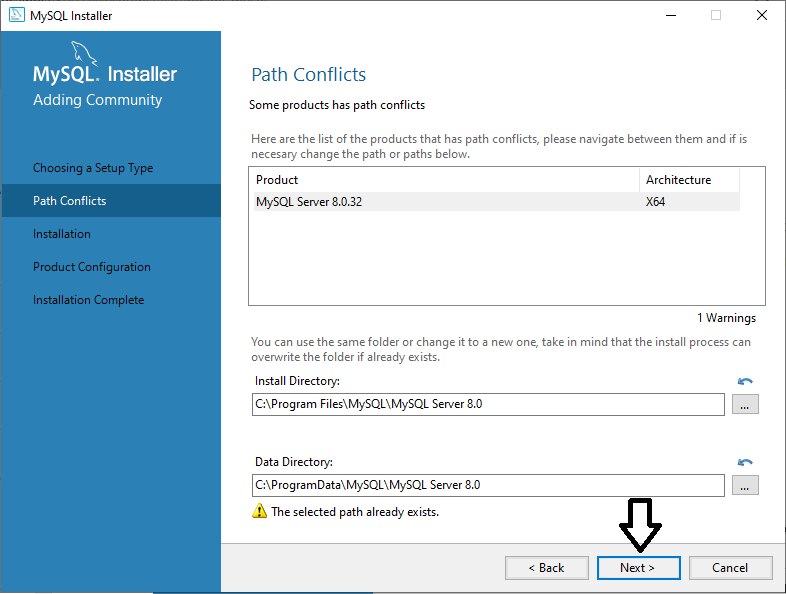 MySQL Installer
MySQL. Installer
Adding Community
Choosing a Setup Type
Path Conflicts
Installation
Product Configuration
Installation Complete
Path Conflicts
Some products has path conflicts
Here are the list of the products that has path conflicts, please navigate between them and if is
necesary change the path or paths below.
Product Architecture
MySQL Server 8.0.32 X64
1 Warnings
You can use the same folder or change it to a new one, take in mind that the install process can
overwrite the folder if already exists.
Install Directory:
C:\Program Files\MySQL\MySQL Server 8.0
...
Data Directory:
C:\ProgramData\MySQL\MySQL Server 8.0
...
The selected path already exists.
< Back Next > Cancel